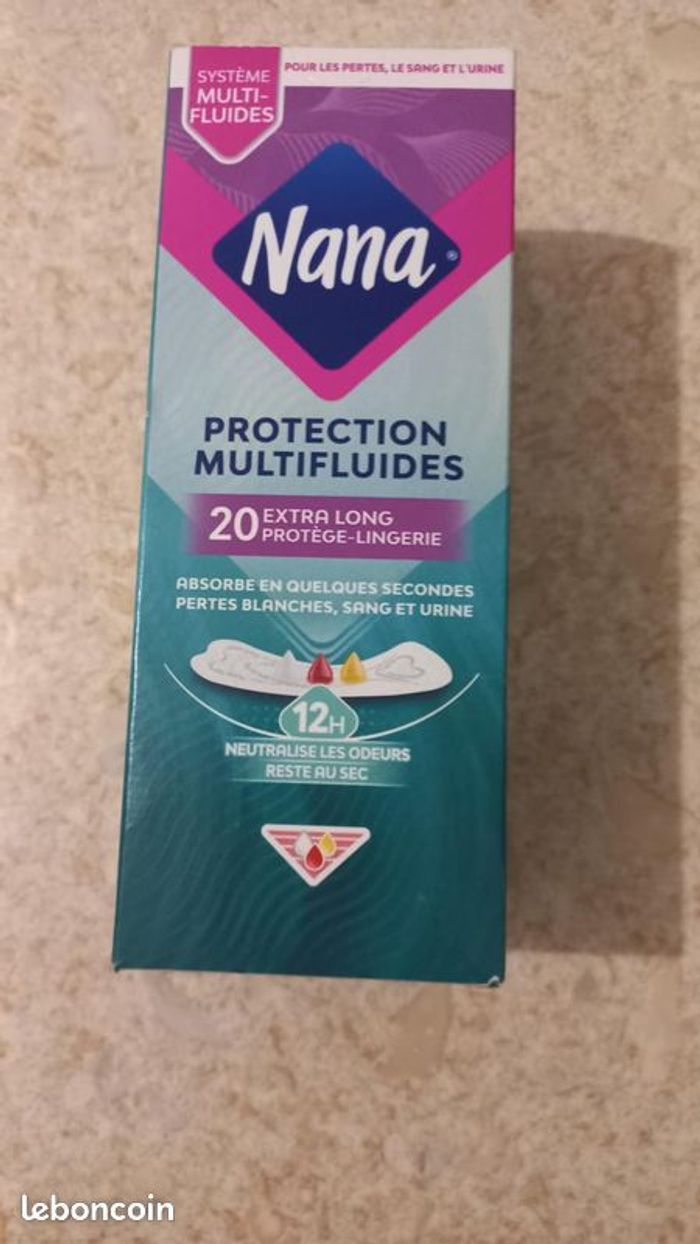 SYSTÈME
MULTI-
FLUIDES
POUR LES PERTES, LE SANG ET L'URINE
Nana®
PROTECTION
MULTIFLUIDES
20 EXTRA LONG
PROTÈGE-LINGERIE
ABSORBE EN QUELQUES SECONDES
PERTES BLANCHES, SANG ET URINE
12H
NEUTRALISE LES ODEURS
RESTE AU SEC
leboncoin